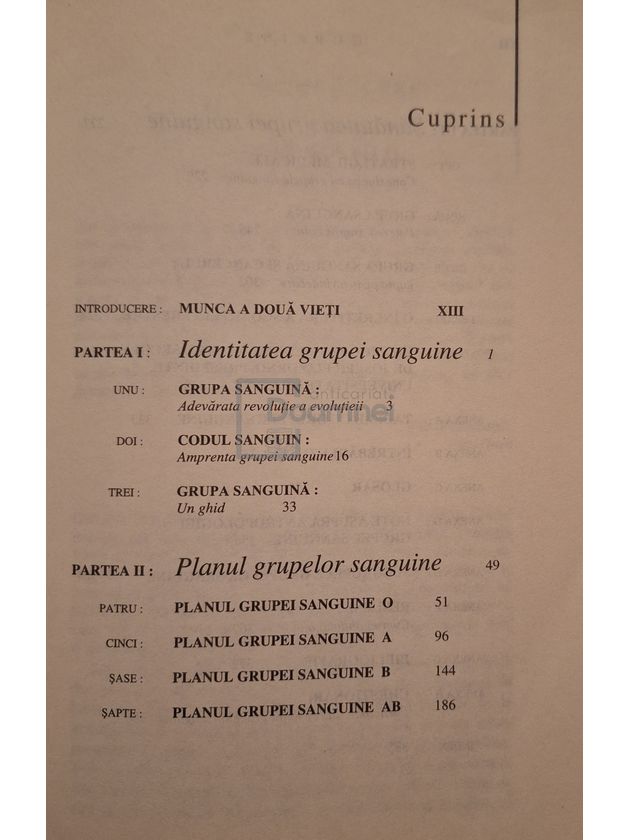 Cuprins
INTRODUCERE : MUNCA A DOUĂ VIEȚI XIII
PARTEA I : Identitatea grupei sanguine 1
UNU : GRUPA SANGUINĂ :
Adevărata revoluție a evolutieii 3
DOI : CODUL SANGUIN :
Amprenta grupei sanguine 16
TREI : GRUPA SANGUINĂ :
Un ghid 33
PARTEA II : Planul grupelor sanguine 49
PATRU : PLANUL GRUPEI SANGUINE O 51
CINCI : PLANUL GRUPEI SANGUINE A 96
ȘASE : PLANUL GRUPEI SANGUINE B 144
ȘAPTE : PLANUL GRUPEI SANGUINE AB 186